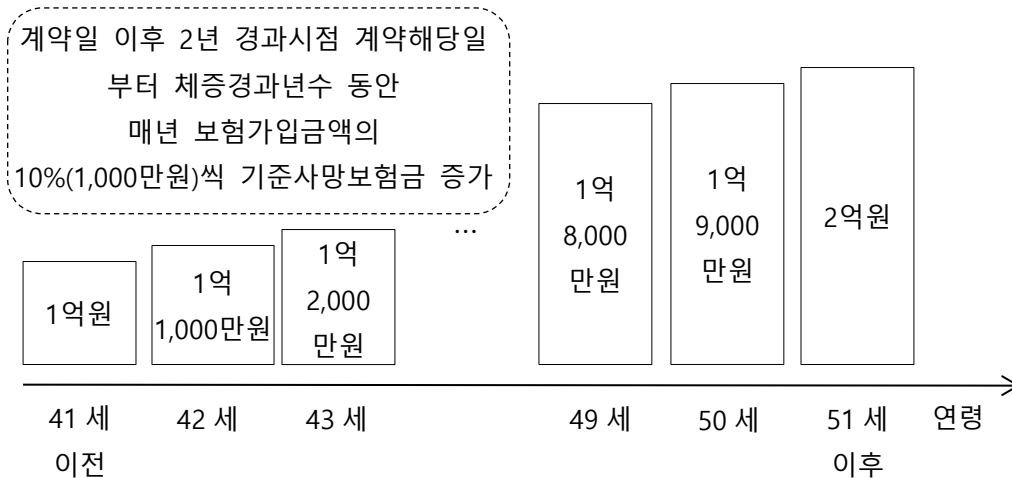 계약일 이후 2년 경과시점 계약해당일
부터 체증경과년수 동안
매년 보험가입금액의
10%(1,000만원)씩 기준사망보험금 증가
...
1억원
1억
1,000만원
1억
2,000
만원
1억
8,000
만원
1억
9,000
만원
2억원
41 세
이전
42 세
43 세
49 세
50 세
51 세
이후
연령